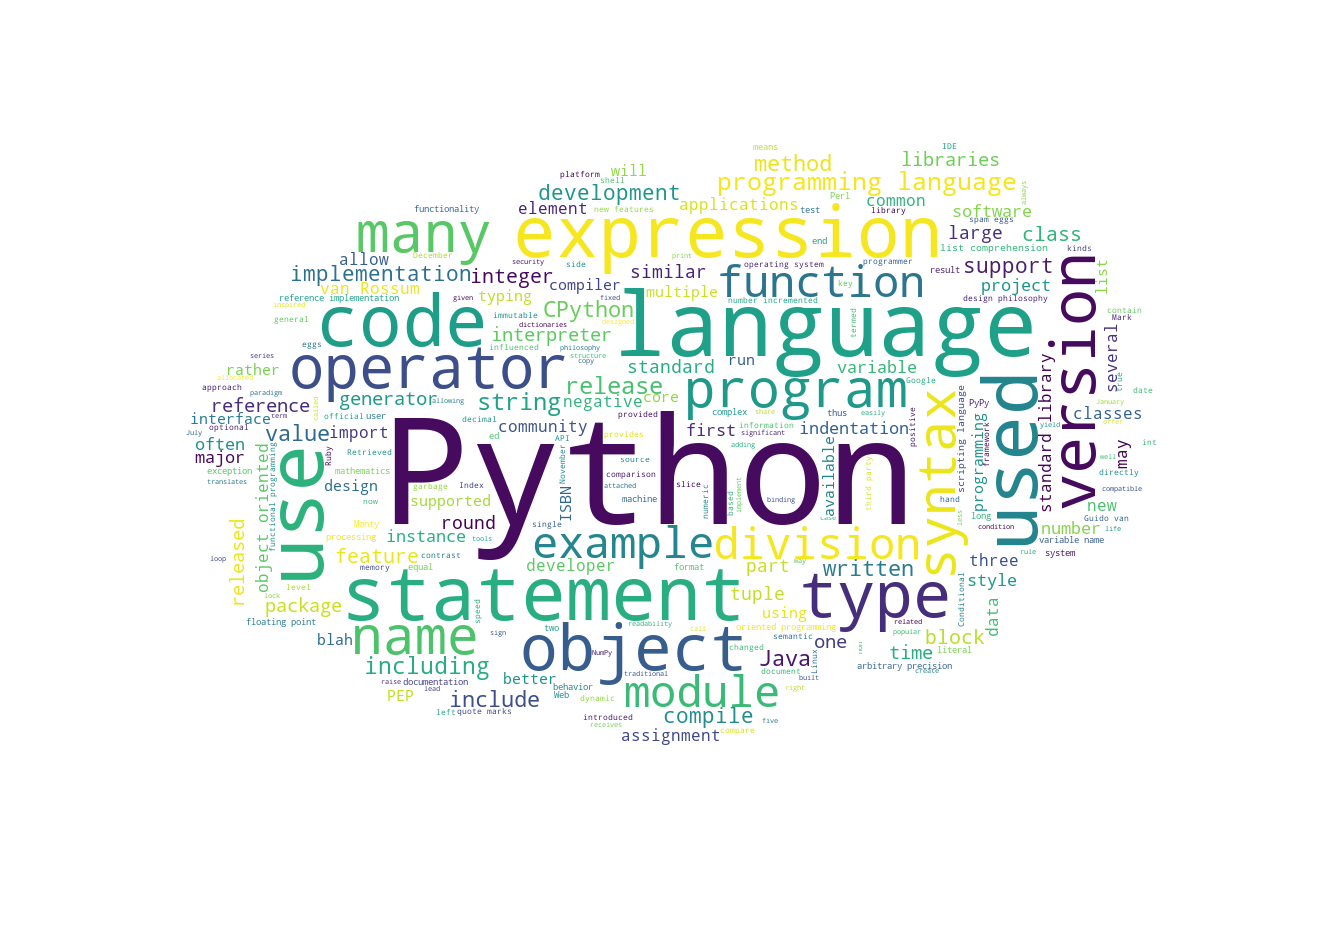 IDE
means
method
libraries
platform
will
shell
programming language
always
development
Perl
applications
common
functionality
element
new features
test
library
software
many
expression
end
spam eggs
large
class
list comprehension
kinds
allow
December
security
side
similar
print
operating system
function
programmer
result
support
implementation
integer
compiler
key
project
list
van Rossum
typing
multiple
fixed
reference implementation
number incremented
design philosophy
inspired
given
CPython
language
version
contain
general
immutable
designed
termed
Mark
code
dictionaries
interpreter
eggs
influenced
philosophy
structure
copy
series
operator
standard
run
variable
several
rather
allocated
release
program
Google
standard library
true
approach
paradigm
core
used
date
reference
generator
allowing
string
negative
complex
share
thus
easily
syntax
scripting language
PyPy
January
term
called
official
user
decimal
provided
interface
optional
community
first
information
indentation
positive
programming
framework
classes
yield
offer
July
value
import
ed
API
provides
significant
often
Ruby
Python
adding
available
may
int
major
Retrieved
November
source
well
exception
mathematics
comparison
third party
directly
translates
use
design
garbage
Index
ISBN
attached
slice
numeric
based
implement
hand
compatible
object oriented
functional programming
now
supported
machine
binding
less
long
new
released
Monty
round
single
case
condition
number
Guido van
life
processing
instance
tools
example
division
variable name
feature
contrast
rule
system
loop
memory
equal
developer
format
part
way
written
three
level
statement
type
style
lock
package
speed
tuple
using
data
floating point
two
readability
call
oriented programming
related
Conditional
blah
name
sign
object
semantic
popular
block
one
changed
Linux
time
literal
NumPy
Java
including
traditional
document
arbitrary precision
raise
documentation
better
built
create
PEP
lead
include
behavior
Web
dynamic
module
right
left
quote marks
introduced
compile
five
receives
assignment
compare